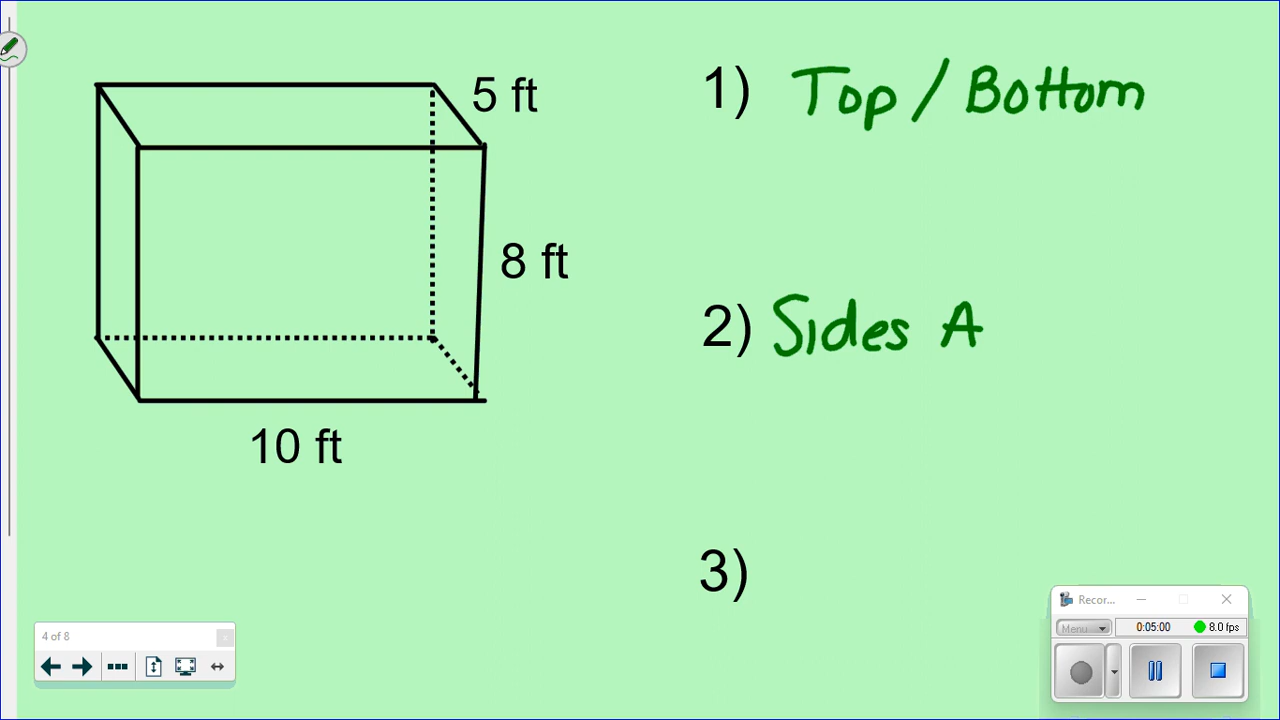 5 ft
1) Top / Bottom
8 ft
2) Sides A
10 ft
3)
4 of 8
Recor...
Menu
0:05:00
8.0 fps